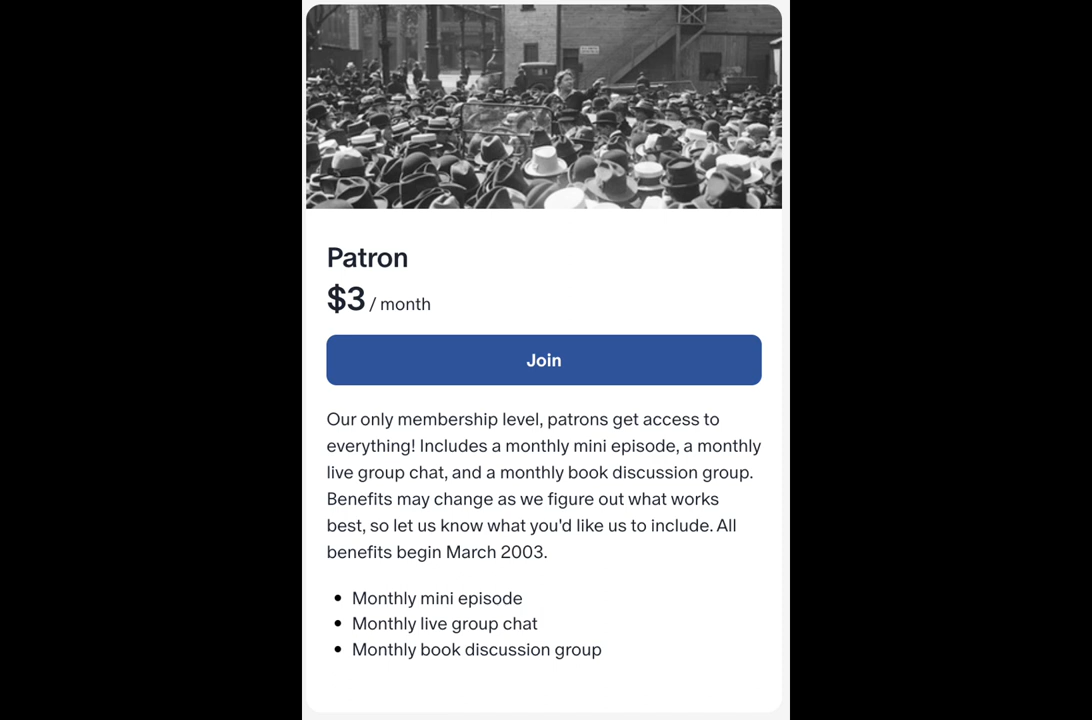 Patron
$3 / month
Join
Our only membership level, patrons get access to
everything! Includes a monthly mini episode, a monthly
live group chat, and a monthly book discussion group.
Benefits may change as we figure out what works
best, so let us know what you'd like us to include. All
benefits begin March 2003.
• Monthly mini episode
• Monthly live group chat
• Monthly book discussion group